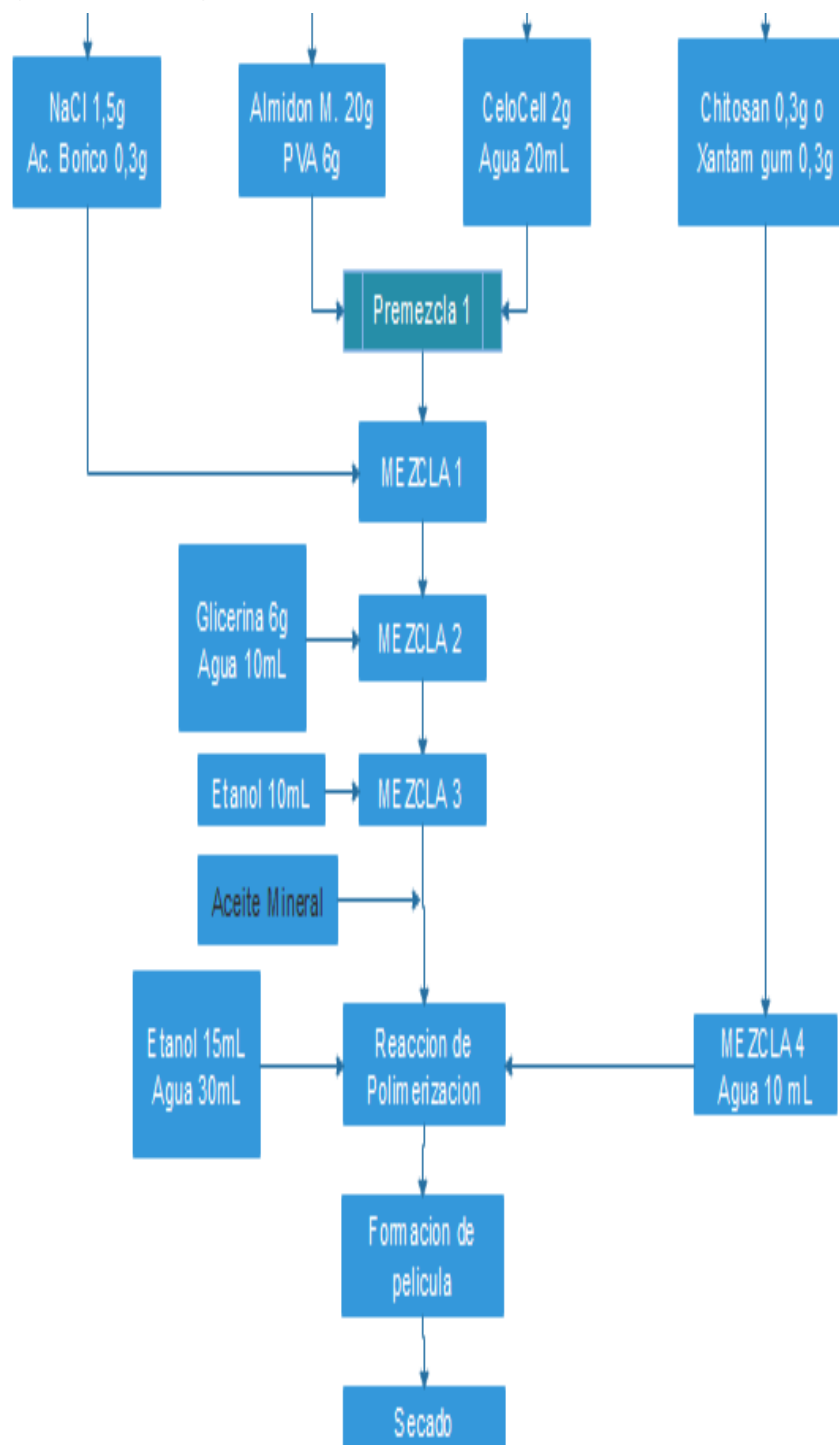 NaCl 1,5g
Ac. Borico 0,3g
Almidon M. 20g
PVA 6g
CeloCell 2g
Agua 20mL
Chitosan 0,3g o
Xantam gum 0,3g
Premezcla 1
MEZCLA 1
Glicerina 6g
Agua 10mL
MEZCLA 2
Etanol 10mL
MEZCLA 3
Aceite Mineral
Etanol 15mL
Agua 30mL
Reaccion de
Polimerizacion
MEZCLA 4
Agua 10 mL
Formacion de
pelicula
Secado